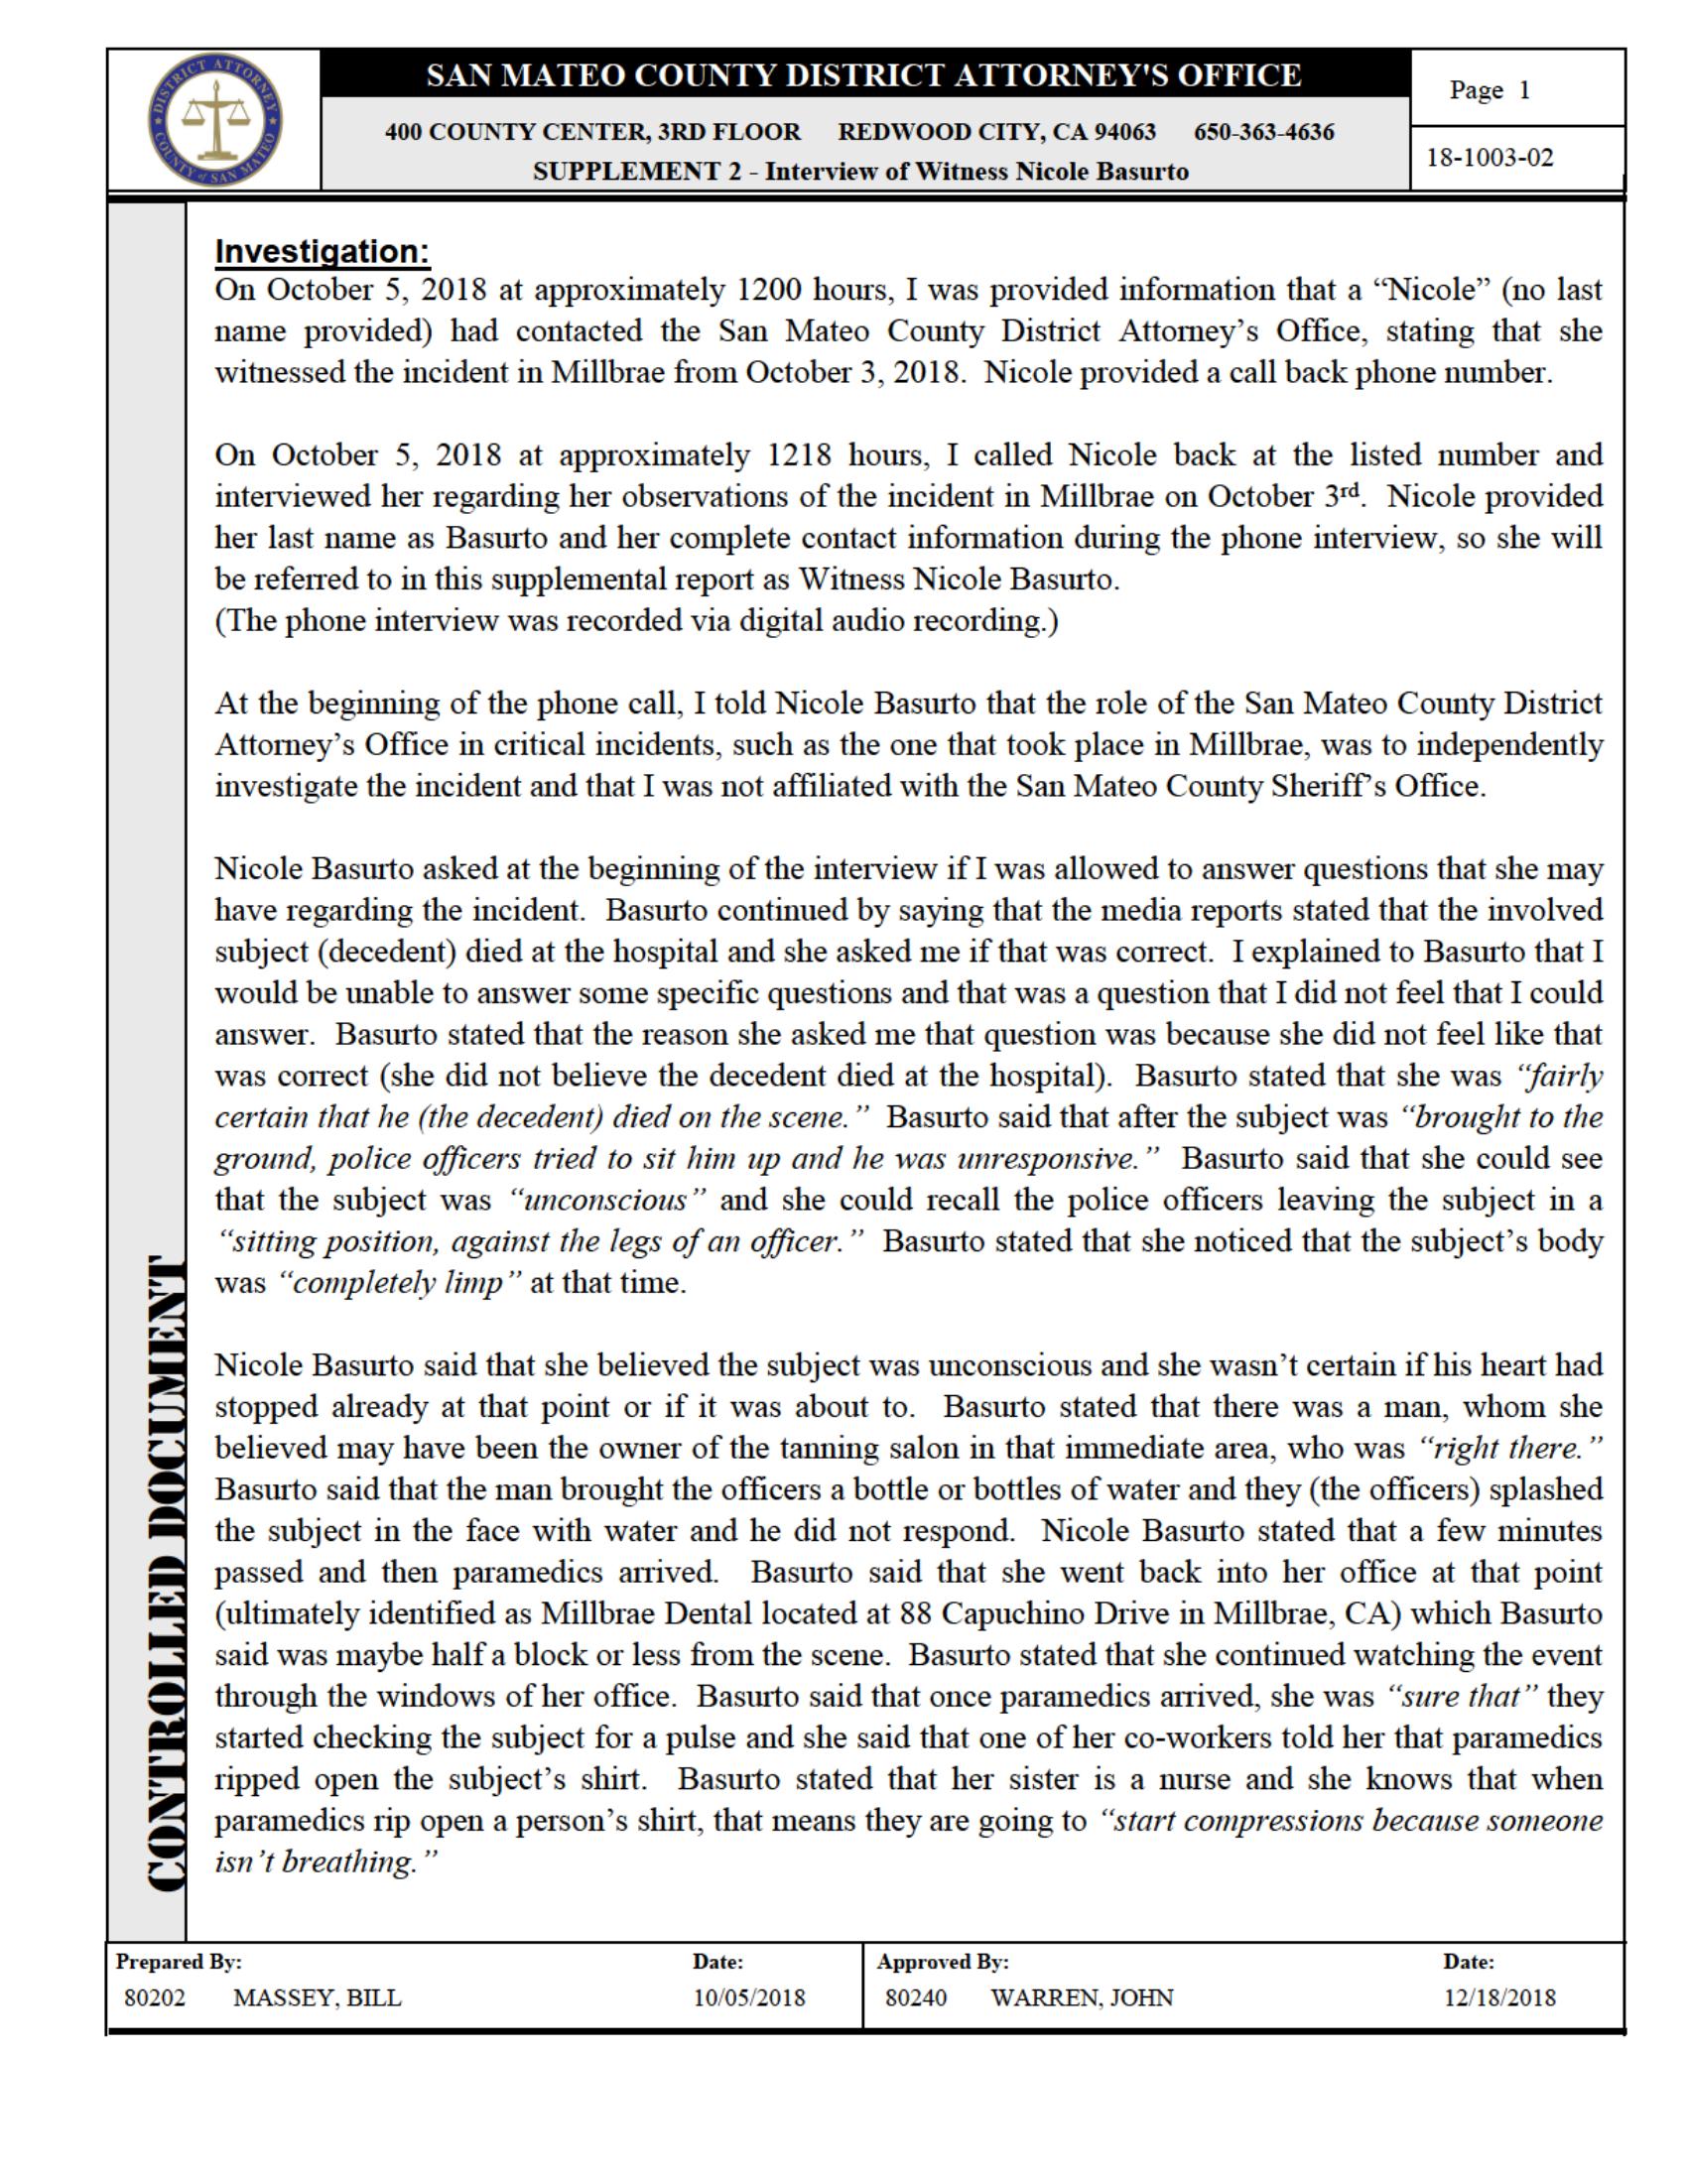 DISTRICT ATTORNEY
COUNTY of SAN MATEO
SAN MATEO COUNTY DISTRICT ATTORNEY'S OFFICE
400 COUNTY CENTER, 3RD FLOOR REDWOOD CITY, CA 94063 650-363-4636
SUPPLEMENT 2 - Interview of Witness Nicole Basurto
Page 1
18-1003-02
Investigation:
On October 5, 2018 at approximately 1200 hours, I was provided information that a “Nicole” (no last
name provided) had contacted the San Mateo County District Attorney’s Office, stating that she
witnessed the incident in Millbrae from October 3, 2018. Nicole provided a call back phone number.
On October 5, 2018 at approximately 1218 hours, I called Nicole back at the listed number and
interviewed her regarding her observations of the incident in Millbrae on October 3rd. Nicole provided
her last name as Basurto and her complete contact information during the phone interview, so she will
be referred to in this supplemental report as Witness Nicole Basurto.
(The phone interview was recorded via digital audio recording.)
At the beginning of the phone call, I told Nicole Basurto that the role of the San Mateo County District
Attorney’s Office in critical incidents, such as the one that took place in Millbrae, was to independently
investigate the incident and that I was not affiliated with the San Mateo County Sheriff’s Office.
Nicole Basurto asked at the beginning of the interview if I was allowed to answer questions that she may
have regarding the incident. Basurto continued by saying that the media reports stated that the involved
subject (decedent) died at the hospital and she asked me if that was correct. I explained to Basurto that I
would be unable to answer some specific questions and that was a question that I did not feel that I could
answer. Basurto stated that the reason she asked me that question was because she did not feel like that
was correct (she did not believe the decedent died at the hospital). Basurto stated that she was “fairly
certain that he (the decedent) died on the scene.” Basurto said that after the subject was “brought to the
ground, police officers tried to sit him up and he was unresponsive.” Basurto said that she could see
that the subject was “unconscious” and she could recall the police officers leaving the subject in a
“sitting position, against the legs of an officer.” Basurto stated that she noticed that the subject’s body
was “completely limp” at that time.
Nicole Basurto said that she believed the subject was unconscious and she wasn’t certain if his heart had
stopped already at that point or if it was about to. Basurto stated that there was a man, whom she
believed may have been the owner of the tanning salon in that immediate area, who was “right there.”
Basurto said that the man brought the officers a bottle or bottles of water and they (the officers) splashed
the subject in the face with water and he did not respond. Nicole Basurto stated that a few minutes
passed and then paramedics arrived. Basurto said that she went back into her office at that point
(ultimately identified as Millbrae Dental located at 88 Capuchino Drive in Millbrae, CA) which Basurto
said was maybe half a block or less from the scene. Basurto stated that she continued watching the event
through the windows of her office. Basurto said that once paramedics arrived, she was “sure that” they
started checking the subject for a pulse and she said that one of her co-workers told her that paramedics
ripped open the subject’s shirt. Basurto stated that her sister is a nurse and she knows that when
paramedics rip open a person’s shirt, that means they are going to “start compressions because someone
isn’t breathing.”
CONTROLLED DOCUMENT
Prepared By: Date: Approved By: Date:
80202 MASSEY, BILL 10/05/2018 80240 WARREN, JOHN 12/18/2018